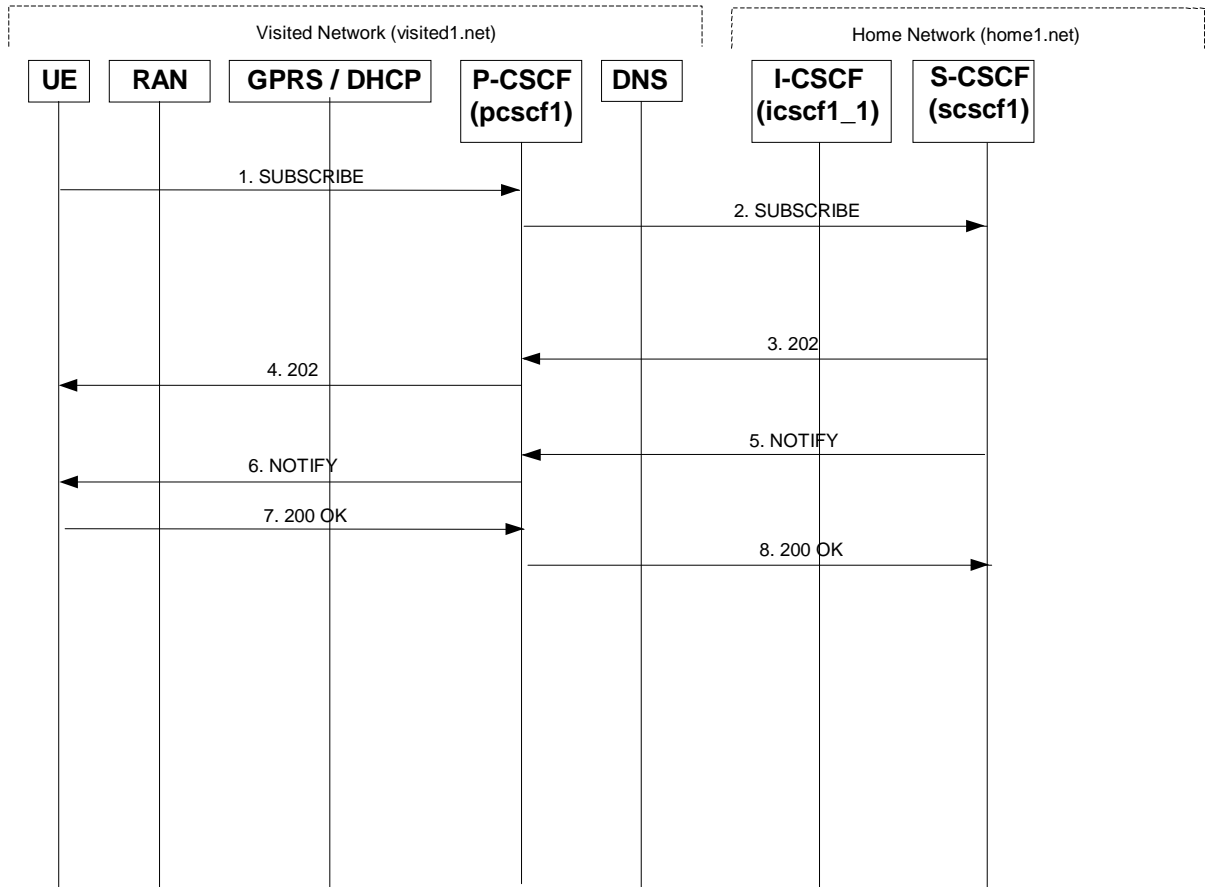 Visited Network (visited1.net)
Home Network (home1.net)
UE
RAN
GPRS / DHCP
P-CSCF
(pcscf1)
DNS
I-CSCF
(icscf1_1)
S-CSCF
(scscf1)
1. SUBSCRIBE
2. SUBSCRIBE
3. 202
4. 202
5. NOTIFY
6. NOTIFY
7. 200 OK
8. 200 OK